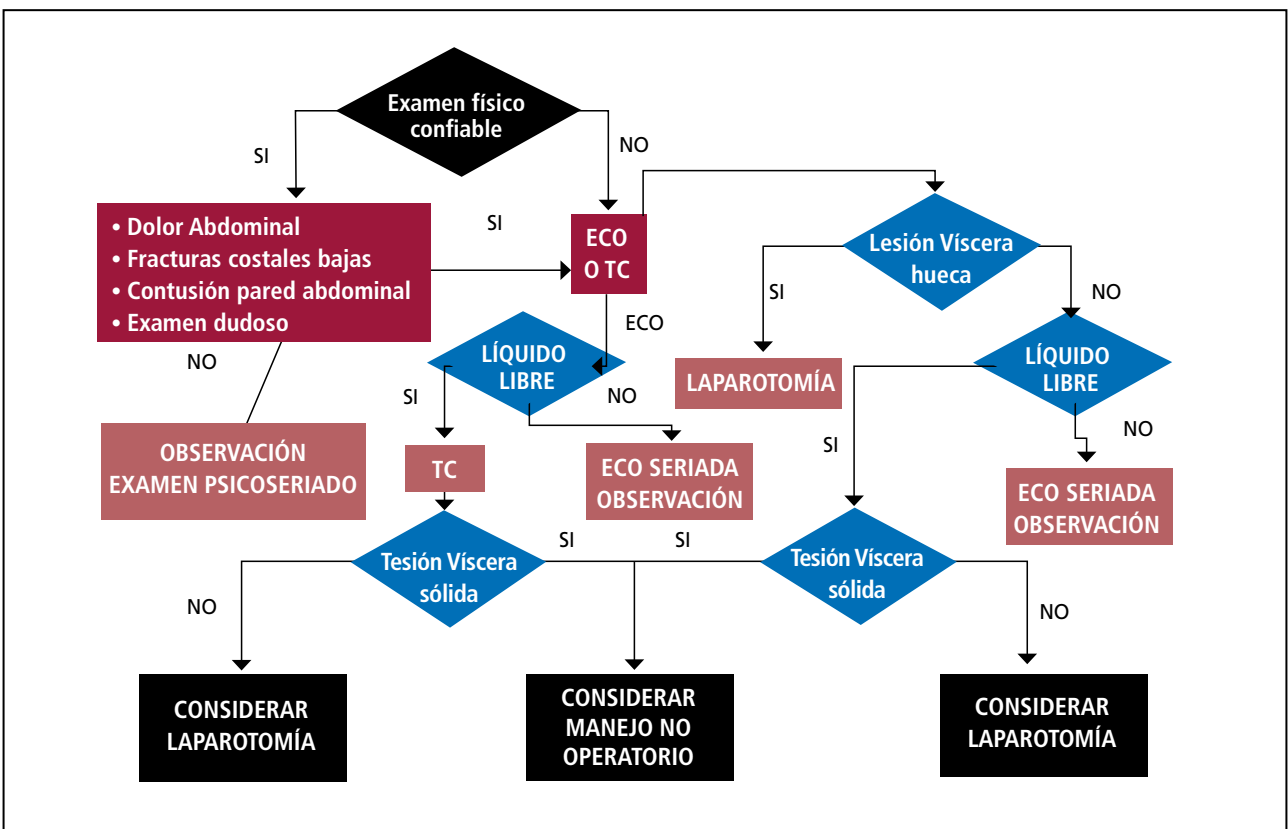 Examen físico
confiable
SI
NO
• Dolor Abdominal
• Fracturas costales bajas
• Contusión pared abdominal
• Examen dudoso
SI
ECO
O TC
Lesión Víscera
hueca
SI
NO
NO
ECO
LÍQUIDO
LIBRE
SI
NO
LAPAROTOMÍA
LÍQUIDO
LIBRE
SI
NO
OBSERVACIÓN
EXAMEN PSICOSERIADO
TC
ECO SERIADA
OBSERVACIÓN
ECO SERIADA
OBSERVACIÓN
Tesión Víscera
sólida
SI
SI
Tesión Víscera
sólida
NO
NO
CONSIDERAR
LAPAROTOMÍA
CONSIDERAR
MANEJO NO
OPERATORIO
CONSIDERAR
LAPAROTOMÍA